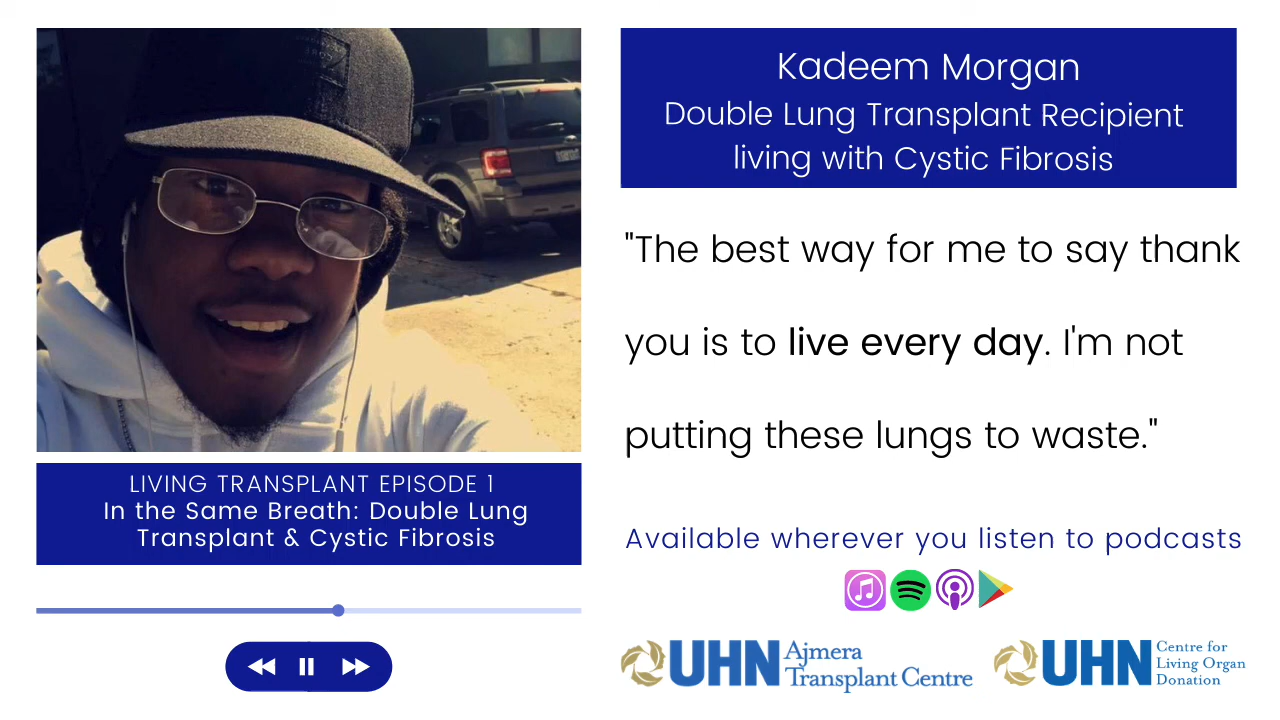 Kadeem Morgan
Double Lung Transplant Recipient
living with Cystic Fibrosis
"The best way for me to say thank
you is to live every day. I'm not
putting these lungs to waste."
LIVING TRANSPLANT EPISODE 1
In the Same Breath: Double Lung
Transplant & Cystic Fibrosis
Available wherever you listen to podcasts
UHN Ajmera
Transplant Centre
UHN Centre for
Living Organ
Donation